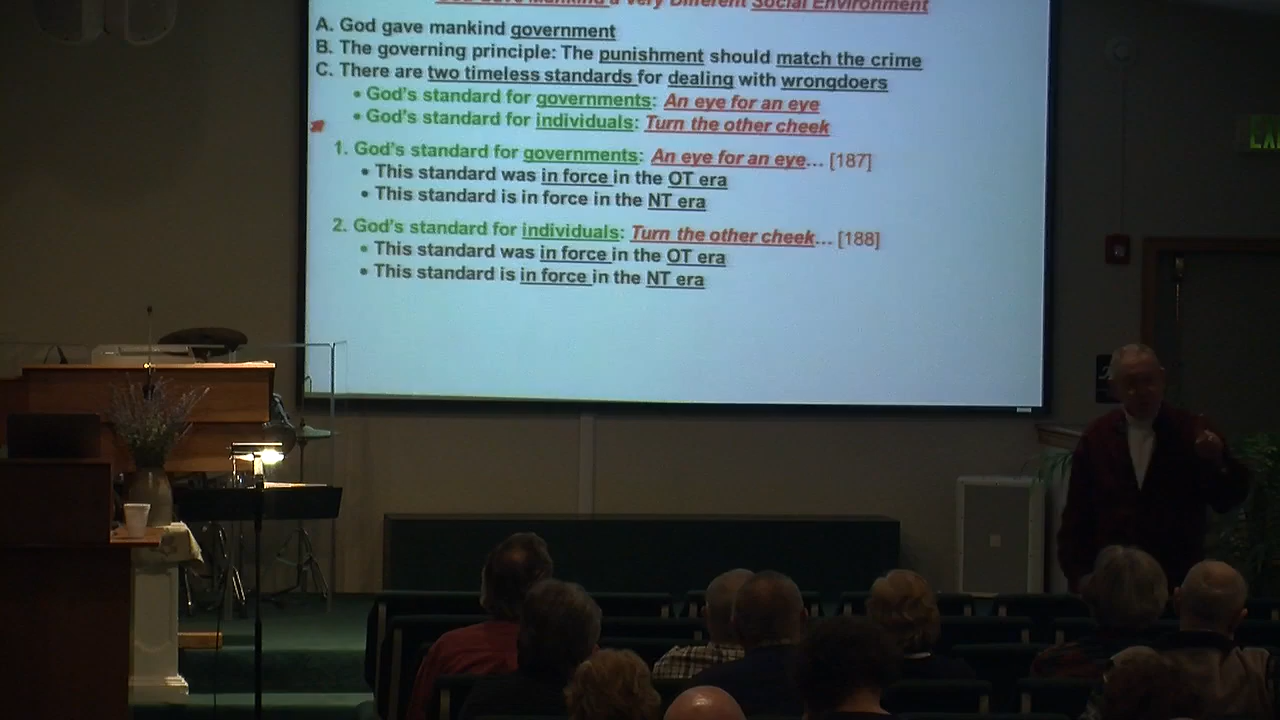 God Gave Mankind a Very Different Social Environment
A. God gave mankind government
B. The governing principle: The punishment should match the crime
C. There are two timeless standards for dealing with wrongdoers
• God's standard for governments: An eye for an eye
• God's standard for individuals: Turn the other cheek
1. God's standard for governments: An eye for an eye... [187]
• This standard was in force in the OT era
• This standard is in force in the NT era
2. God's standard for individuals: Turn the other cheek... [188]
• This standard was in force in the OT era
• This standard is in force in the NT era